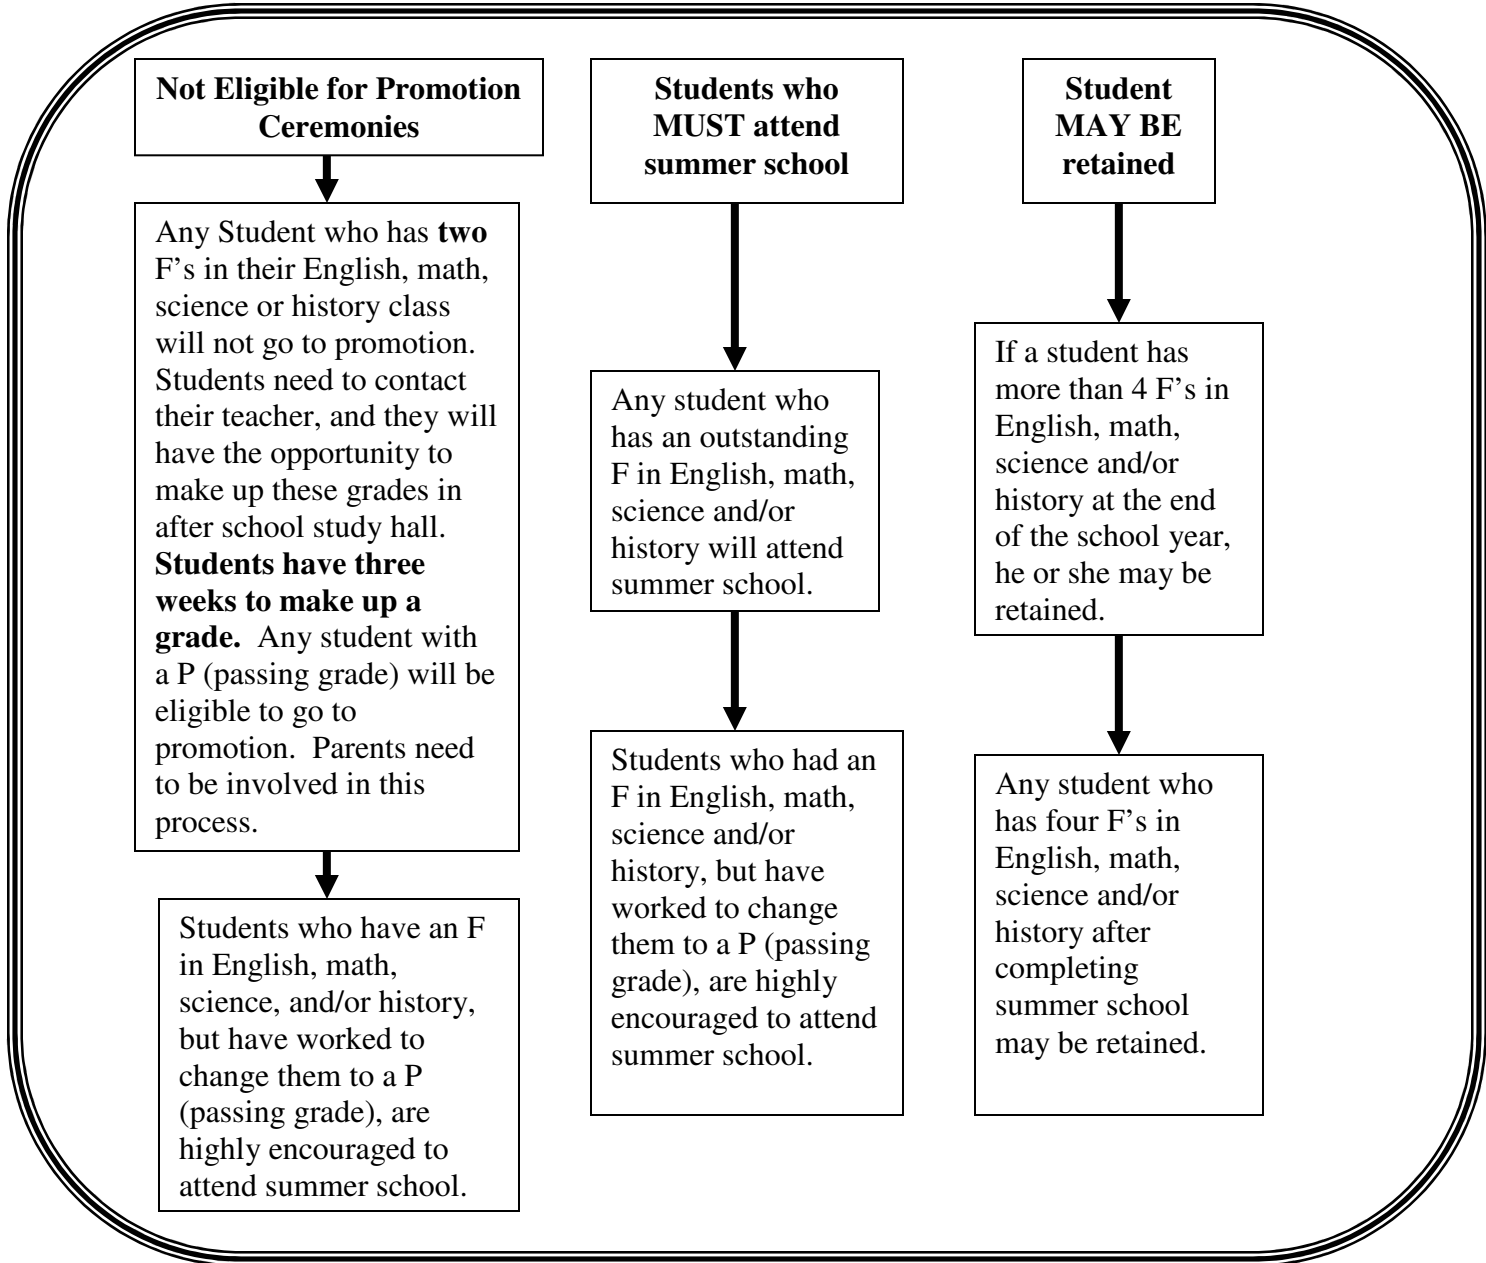 Not Eligible for Promotion
Ceremonies
Any Student who has two
F's in their English, math,
science or history class
will not go to promotion.
Students need to contact
their teacher, and they will
have the opportunity to
make up these grades in
after school study hall.
Students have three
weeks to make up a
grade.  Any student with
a P (passing grade) will be
eligible to go to
promotion.  Parents need
to be involved in this
process.
Students who have an F
in English, math,
science, and/or history,
but have worked to
change them to a P
(passing grade), are
highly encouraged to
attend summer school.
Students who
MUST attend
summer school
Any student who
has an outstanding
F in English, math,
science and/or
history will attend
summer school.
Students who had an
F in English, math,
science and/or
history, but have
worked to change
them to a P (passing
grade), are highly
encouraged to attend
summer school.
Student
MAY BE
retained
If a student has
more than 4 F's in
English, math,
science and/or
history at the end
of the school year,
he or she may be
retained.
Any student who
has four F's in
English, math,
science and/or
history after
completing
summer school
may be retained.